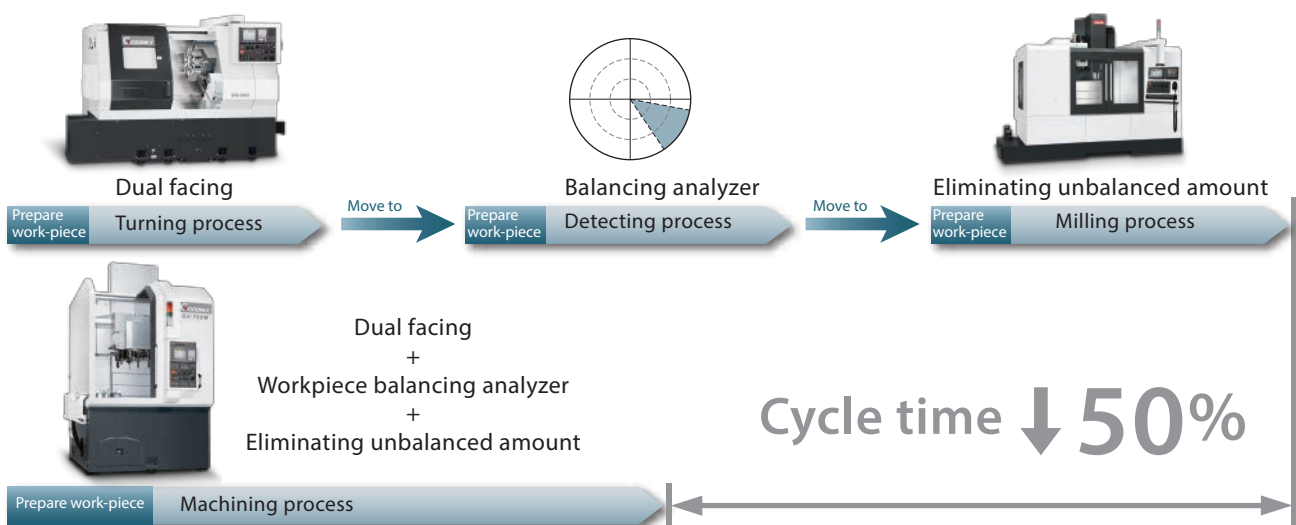 GOODWAY
Dual facing
Balancing analyzer
Eliminating unbalanced amount
Prepare
work-piece
Turning process
Move to
Prepare
work-piece
Detecting process
Move to
Prepare
work-piece
Milling process
GOODWAY
Dual facing
+
Workpiece balancing analyzer
+
Eliminating unbalanced amount
Cycle time ↓ 50%
Prepare work-piece
Machining process